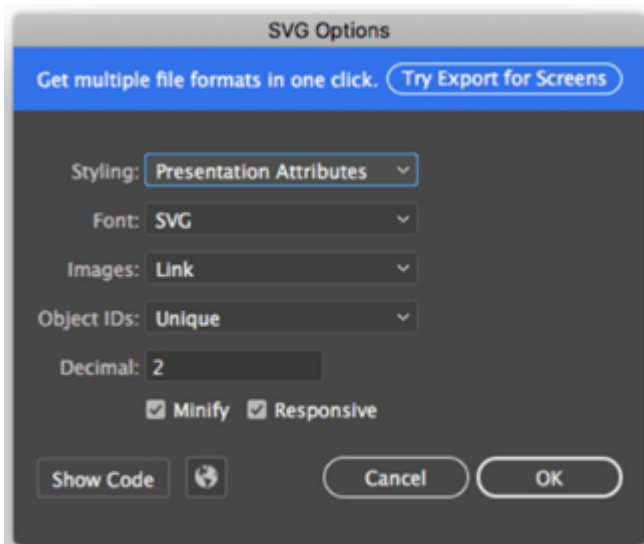 SVG Options
Get multiple file formats in one click. Try Export for Screens
Styling: Presentation Attributes
Font: SVG
Images: Link
Object IDs: Unique
Decimal: 2
Minify Responsive
Show Code Cancel OK